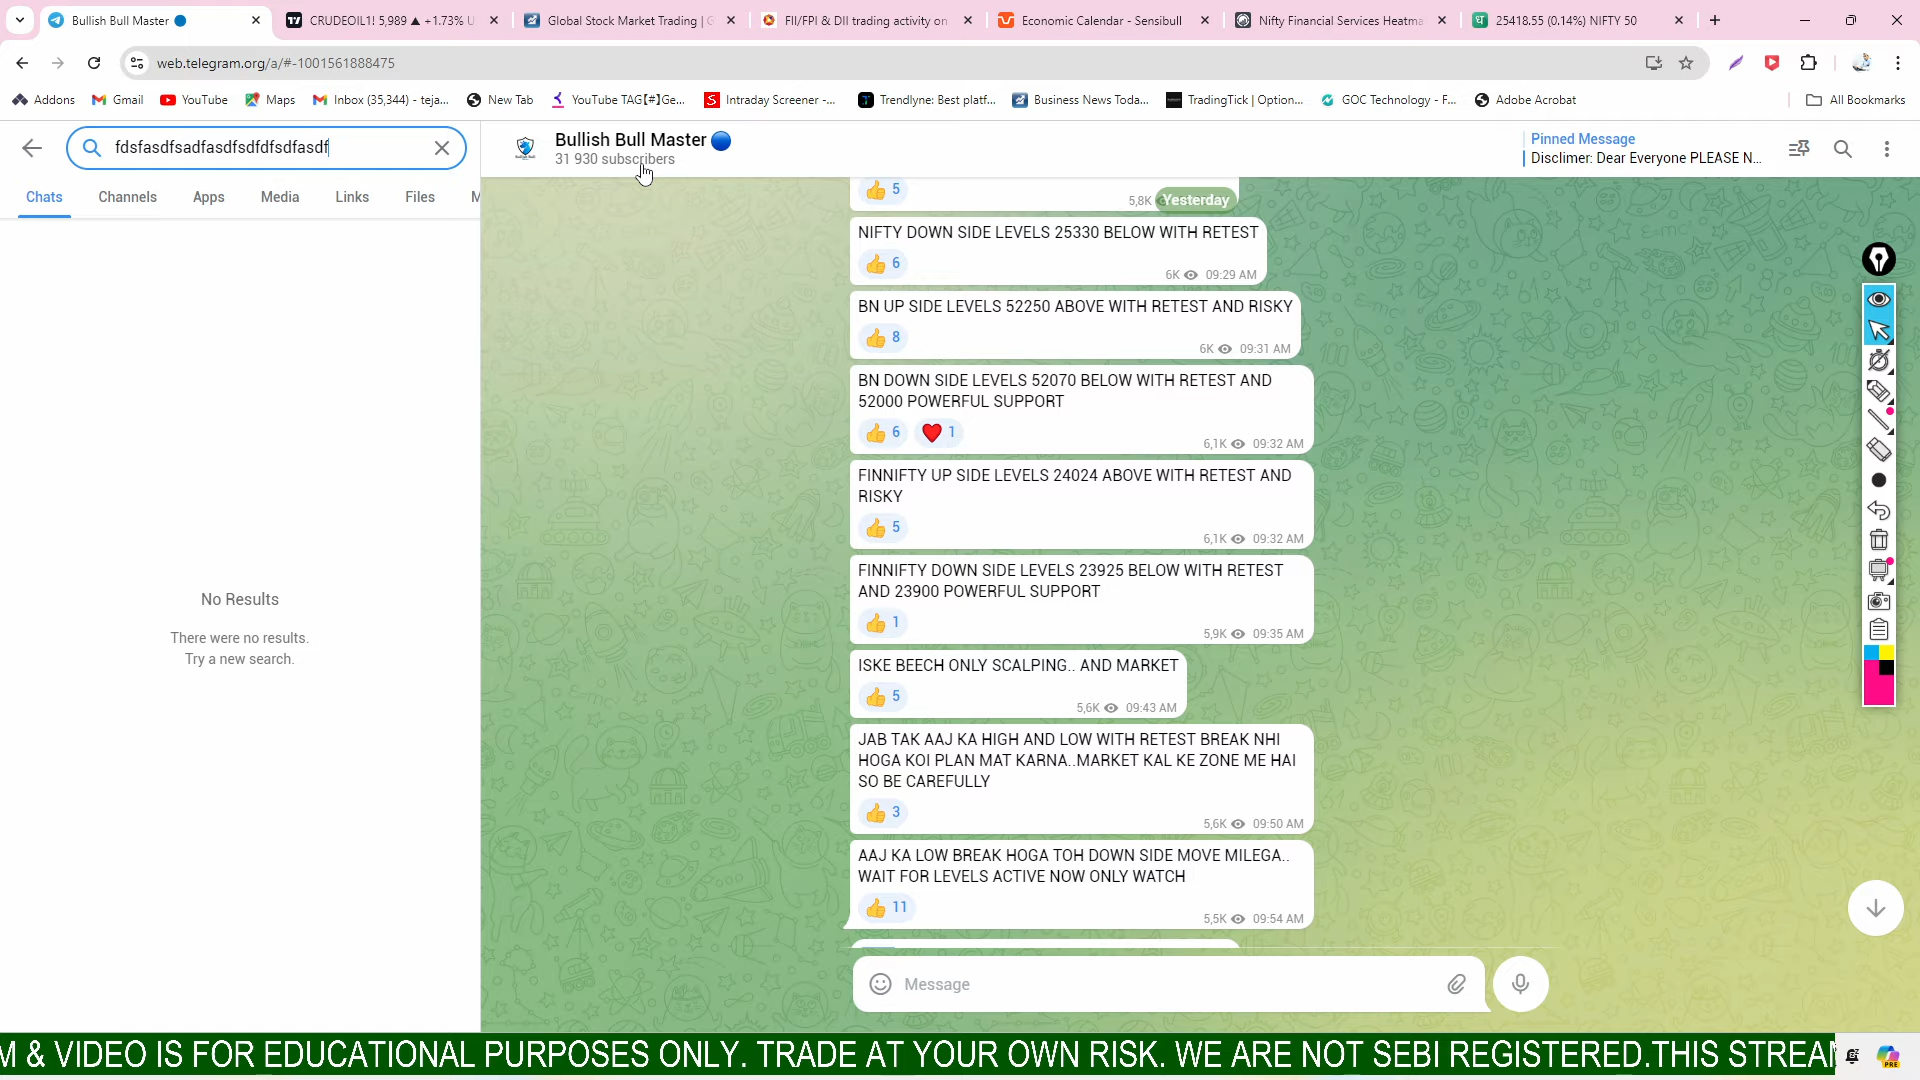 Bullish Bull Master
CRUDEOIL1! 5,989 ▲ +1.73% U
Global Stock Market Trading | G
FII/FPI & DII trading activity on
Economic Calendar - Sensibull
Nifty Financial Services Heatma
25418.55 (0.14%) NIFTY 50
web.telegram.org/a/#-1001561888475
Addons
Gmail
YouTube
Maps
Inbox (35,344) - teja...
New Tab
YouTube TAG【#】Ge...
Intraday Screener -...
Trendlyne: Best platf...
Business News Toda...
TradingTick | Option...
GOC Technology - F...
Adobe Acrobat
All Bookmarks
fdsfasdfsadfasdfsdfdfsdfasdf
Chats
Channels
Apps
Media
Links
Files
M
No Results
There were no results.
Try a new search.
Bullish Bull Master
31 930 subscribers
Pinned Message
Disclimer: Dear Everyone PLEASE N...
5
5,8K
Yesterday
NIFTY DOWN SIDE LEVELS 25330 BELOW WITH RETEST
6
6K 09:29 AM
BN UP SIDE LEVELS 52250 ABOVE WITH RETEST AND RISKY
8
6K 09:31 AM
BN DOWN SIDE LEVELS 52070 BELOW WITH RETEST AND
52000 POWERFUL SUPPORT
6 1
6,1K 09:32 AM
FINNIFTY UP SIDE LEVELS 24024 ABOVE WITH RETEST AND
RISKY
5
6,1K 09:32 AM
FINNIFTY DOWN SIDE LEVELS 23925 BELOW WITH RETEST
AND 23900 POWERFUL SUPPORT
1
5,9K 09:35 AM
ISKE BEECH ONLY SCALPING.. AND MARKET
5
5,6K 09:43 AM
JAB TAK AAJ KA HIGH AND LOW WITH RETEST BREAK NHI
HOGA KOI PLAN MAT KARNA..MARKET KAL KE ZONE ME HAI
SO BE CAREFULLY
3
5,6K 09:50 AM
AAJ KA LOW BREAK HOGA TOH DOWN SIDE MOVE MILEGA..
WAIT FOR LEVELS ACTIVE NOW ONLY WATCH
11
5,5K 09:54 AM
Message
M & VIDEO IS FOR EDUCATIONAL PURPOSES ONLY. TRADE AT YOUR OWN RISK. WE ARE NOT SEBI REGISTERED.THIS STREAM